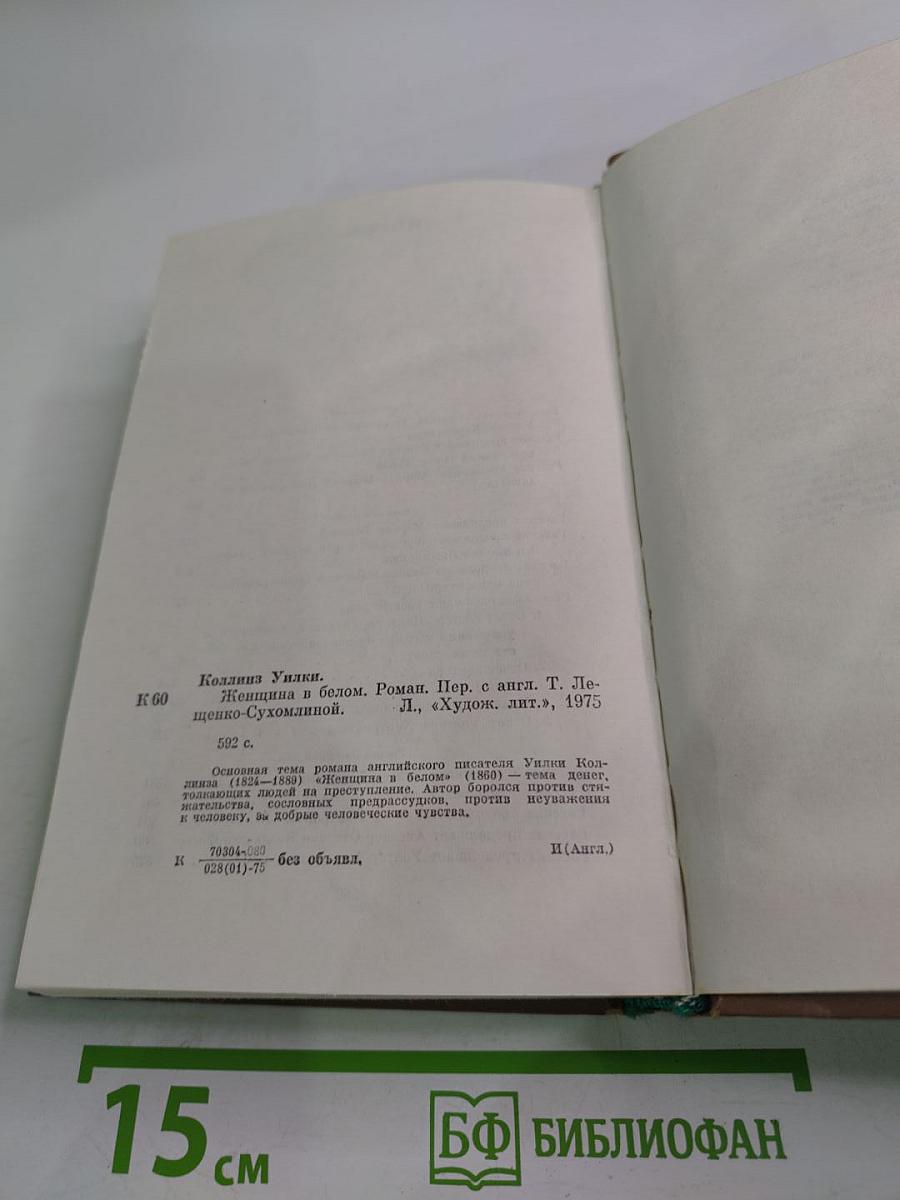 Коллинз Уилки.
К 60 Женщина в белом. Роман. Пер. с англ. Т. Ле-
щенко-Сухомлиной. Л., «Худож. лит.», 1975
592 с.
Основная тема романа английского писателя Уилки Кол-
линза (1824—1889) «Женщина в белом» (1860) — тема денег,
толкающих людей на преступление. Автор боролся против стя-
жательства, сословных предрассудков, против неуважения
к человеку, за добрые человеческие чувства.
К 70304-080 без объявл. И(Англ.)
028(01)-75
15 см
БФ БИБЛИОФАН